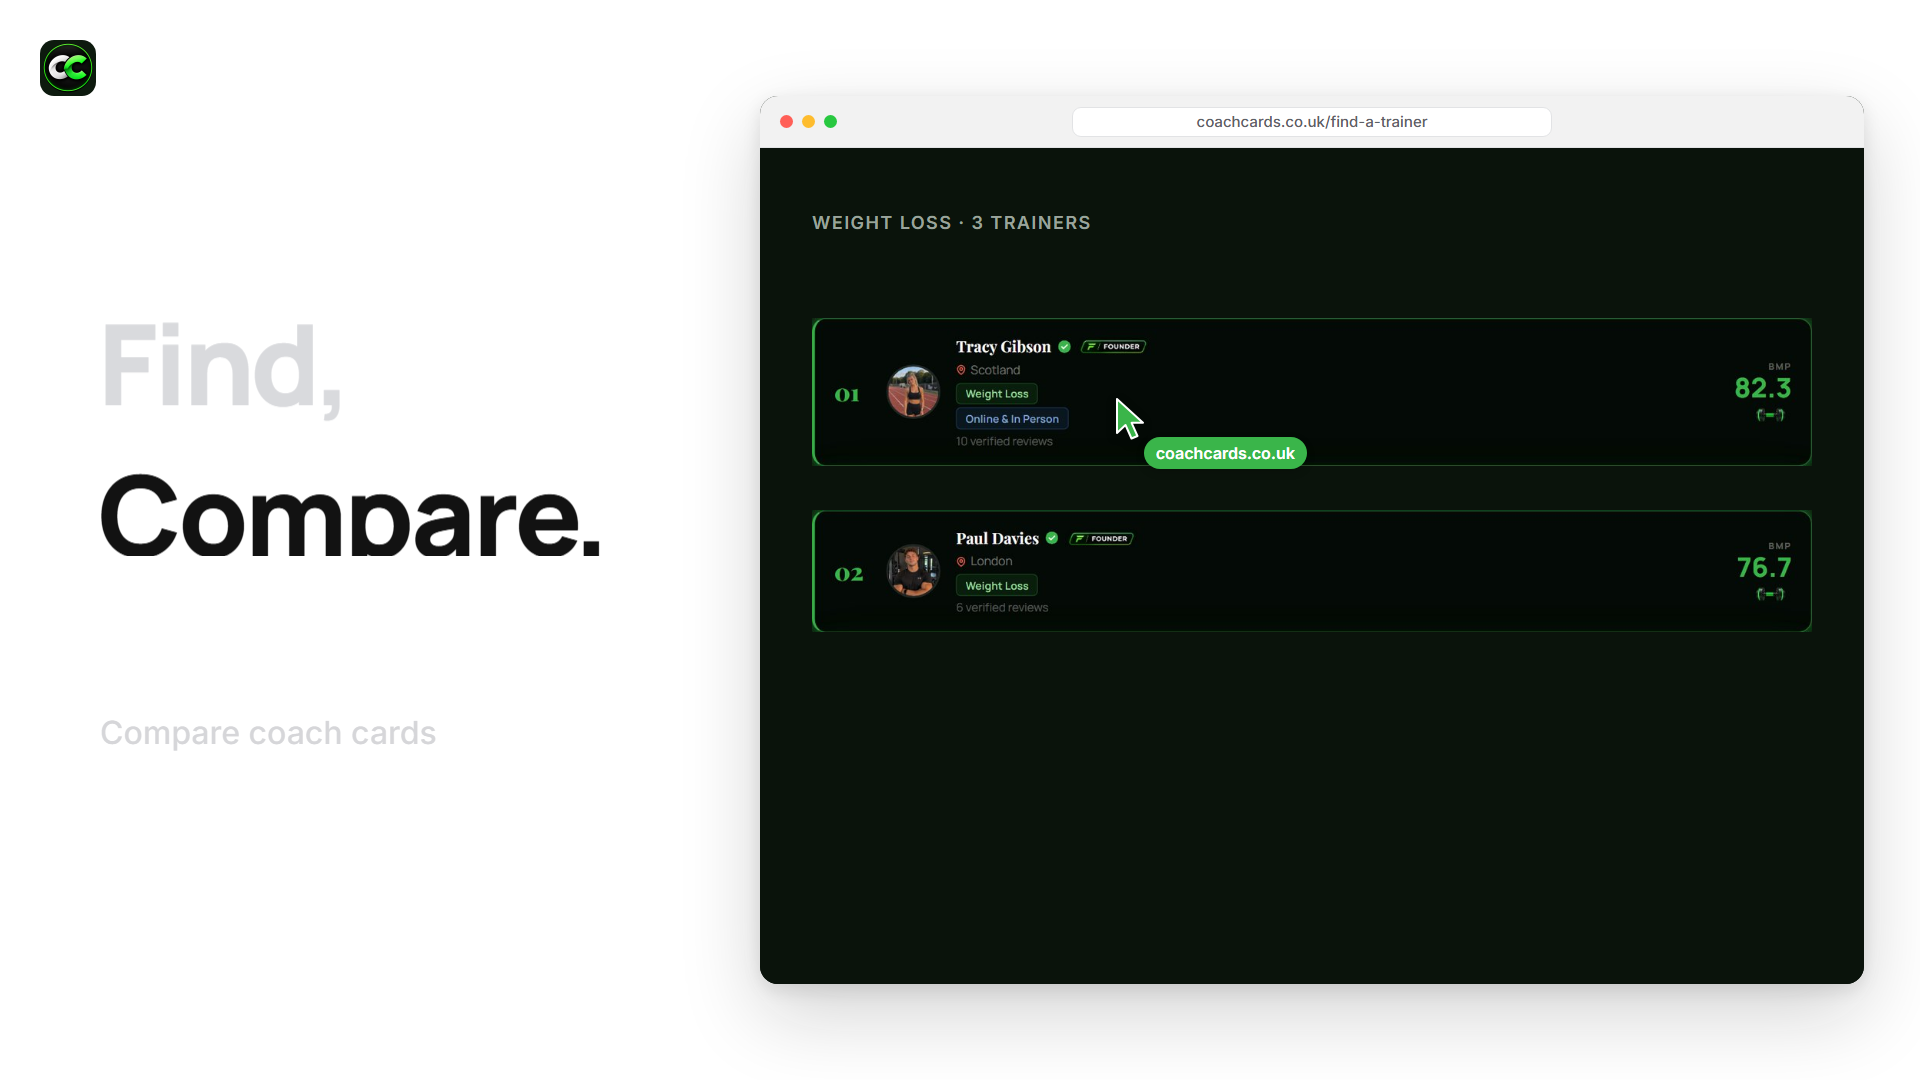 CC
coachcards.co.uk/find-a-trainer
WEIGHT LOSS · 3 TRAINERS
Find,
Compare.
Compare coach cards
01
Tracy Gibson
F / FOUNDER
Scotland
Weight Loss
Online & In Person
10 verified reviews
BMP
82.3
coachcards.co.uk
02
Paul Davies
F / FOUNDER
London
Weight Loss
6 verified reviews
BMP
76.7